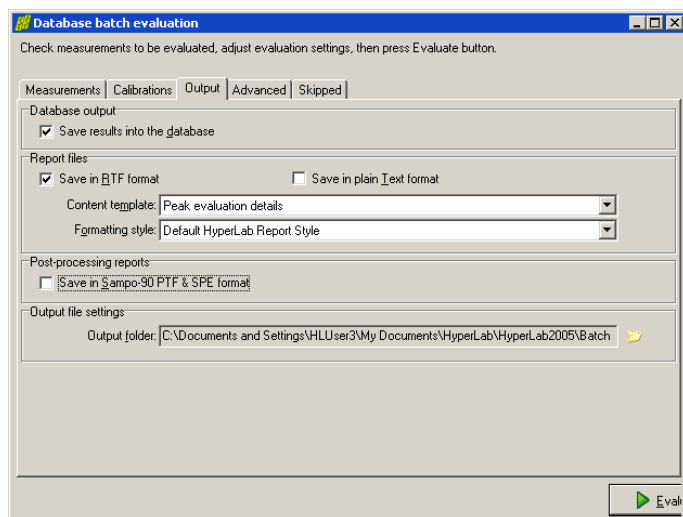 Database batch evaluation
Check measurements to be evaluated, adjust evaluation settings, then press Evaluate button.
Measurements Calibrations Output Advanced Skipped
Database output
Save results into the database
Report files
Save in RTF format Save in plain Text format
Content template: Peak evaluation details
Formatting style: Default HyperLab Report Style
Post-processing reports
Save in Sampo-90 PTF & SPE format
Output file settings
Output folder: C:\Documents and Settings\HLUser3\My Documents\HyperLab\HyperLab2005\Batch